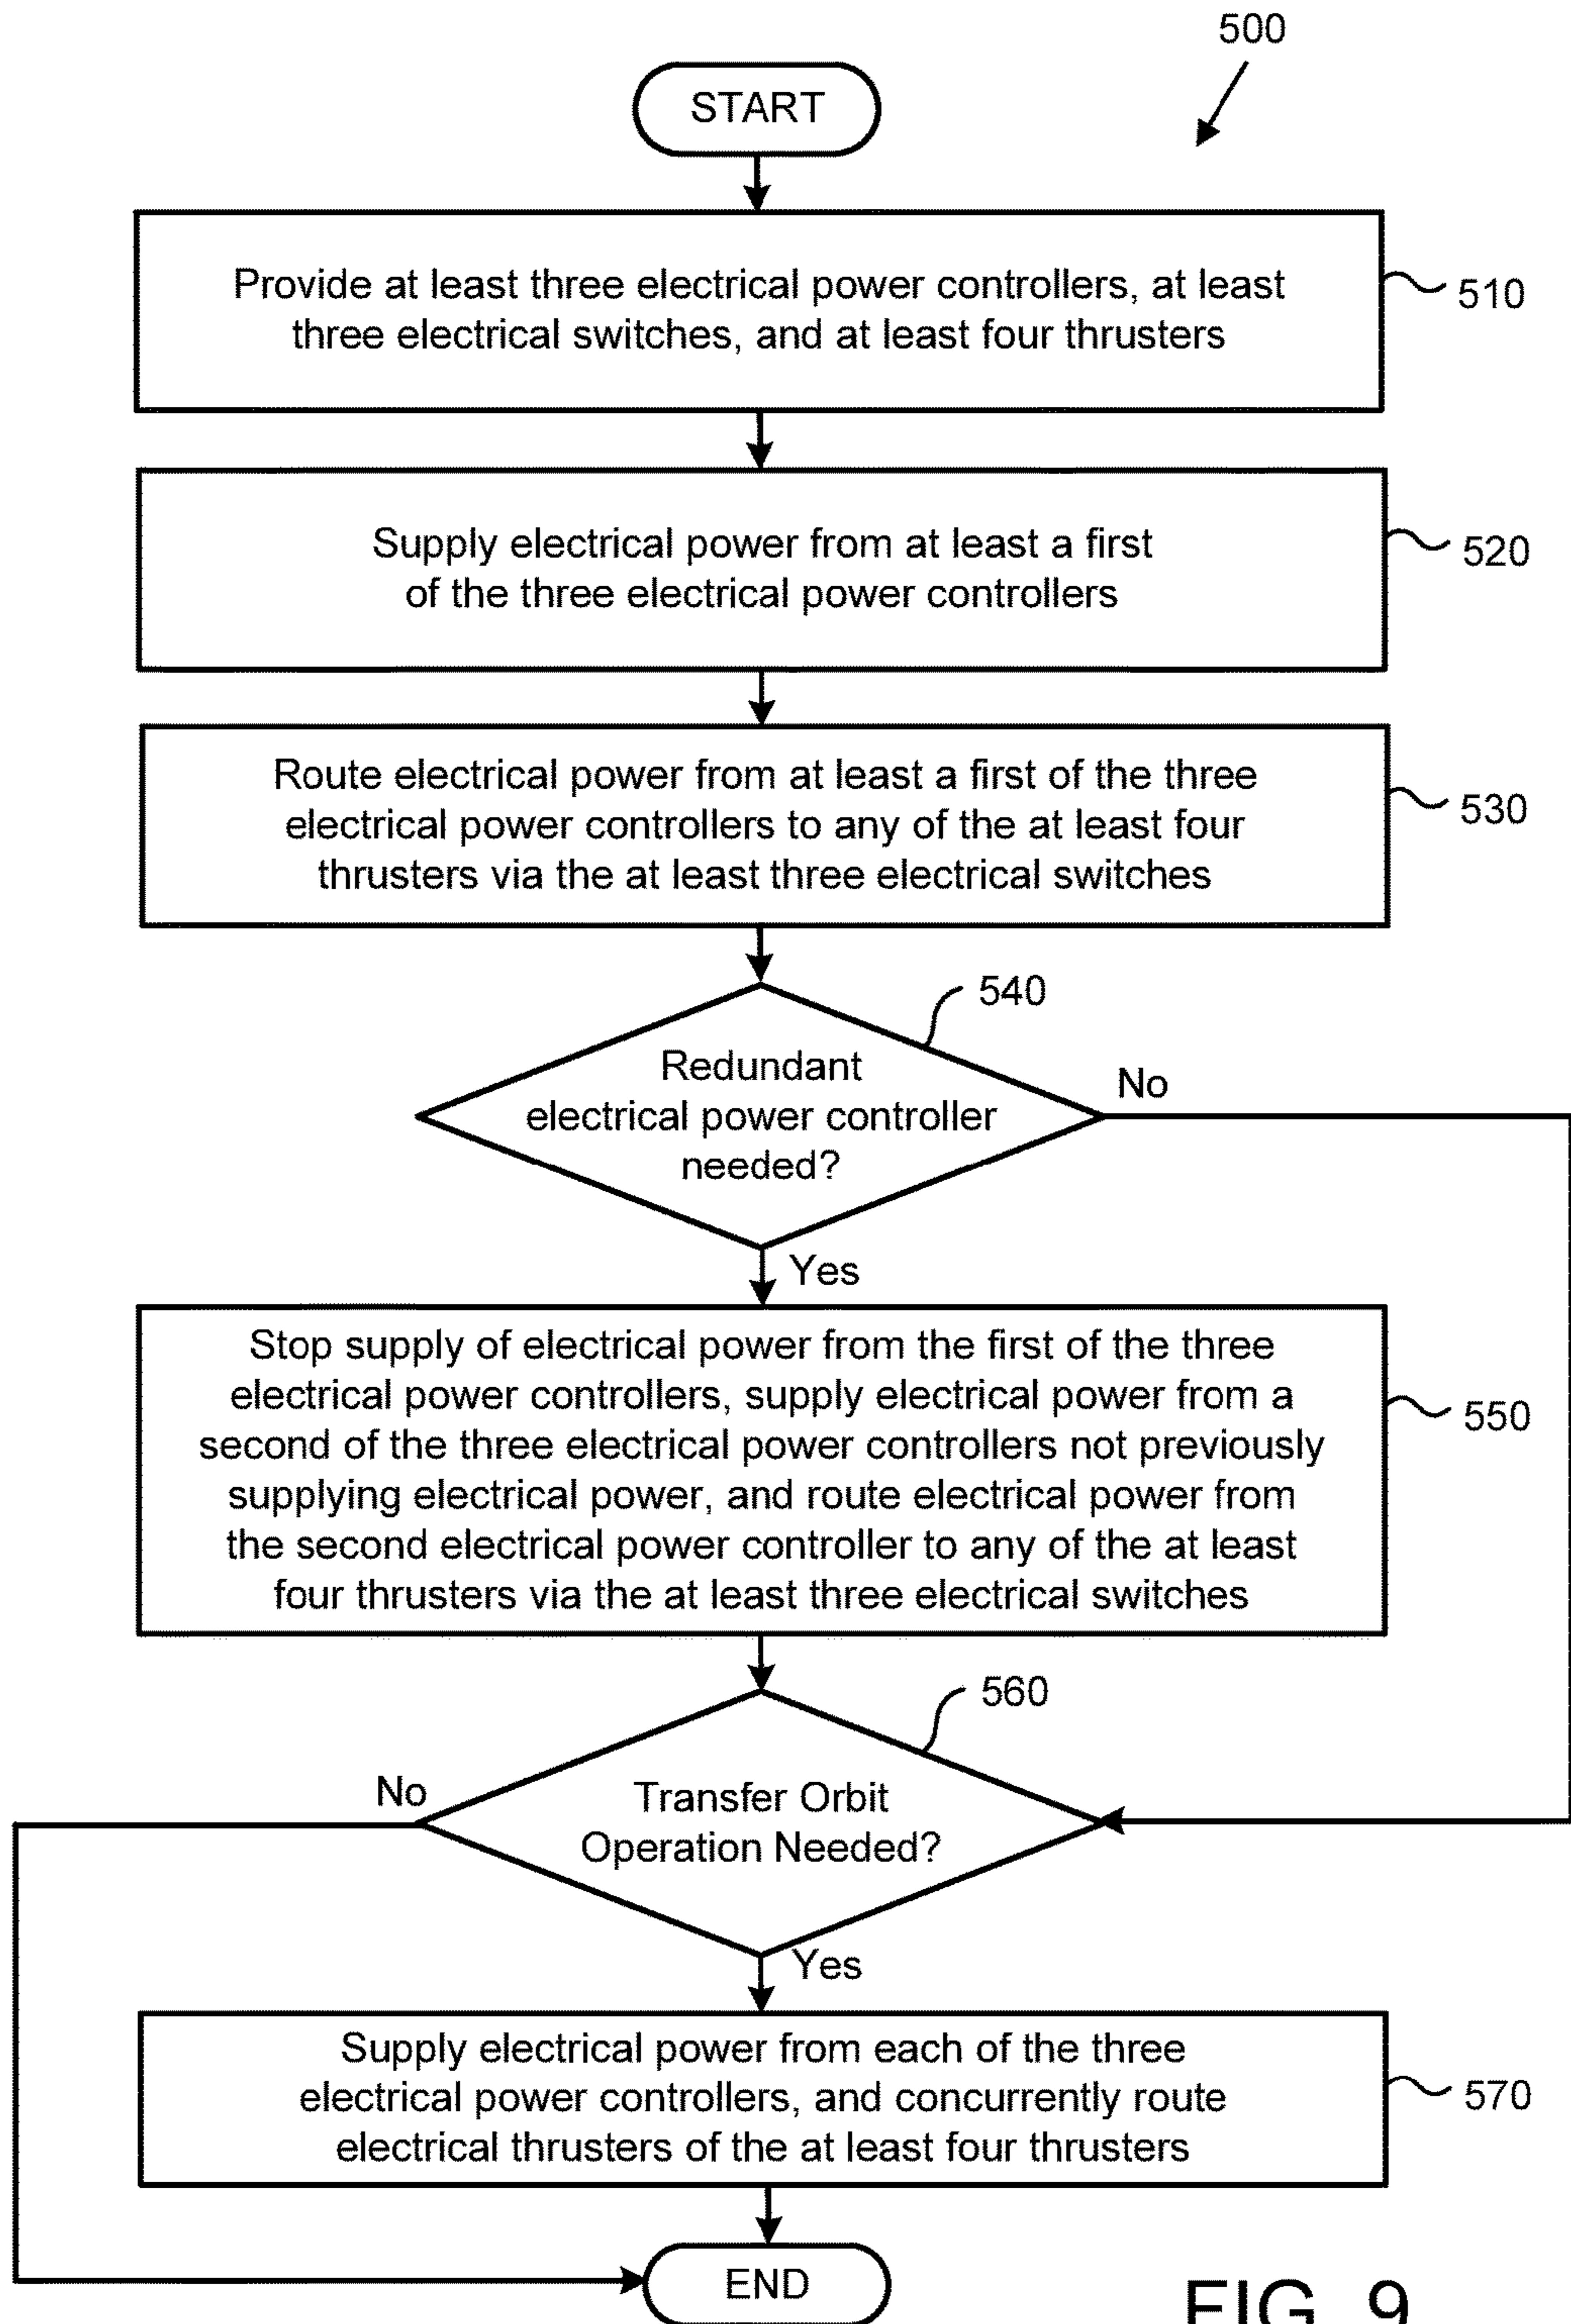 500
START
Provide at least three electrical power controllers, at least
three electrical switches, and at least four thrusters
510
Supply electrical power from at least a first
of the three electrical power controllers
520
Route electrical power from at least a first of the three
electrical power controllers to any of the at least four
thrusters via the at least three electrical switches
530
540
Redundant
electrical power controller
needed?
No
Yes
Stop supply of electrical power from the first of the three
electrical power controllers, supply electrical power from a
second of the three electrical power controllers not previously
supplying electrical power, and route electrical power from
the second electrical power controller to any of the at least
four thrusters via the at least three electrical switches
550
560
No
Transfer Orbit
Operation Needed?
Yes
Supply electrical power from each of the three
electrical power controllers, and concurrently route
electrical thrusters of the at least four thrusters
570
END
FIG. 9